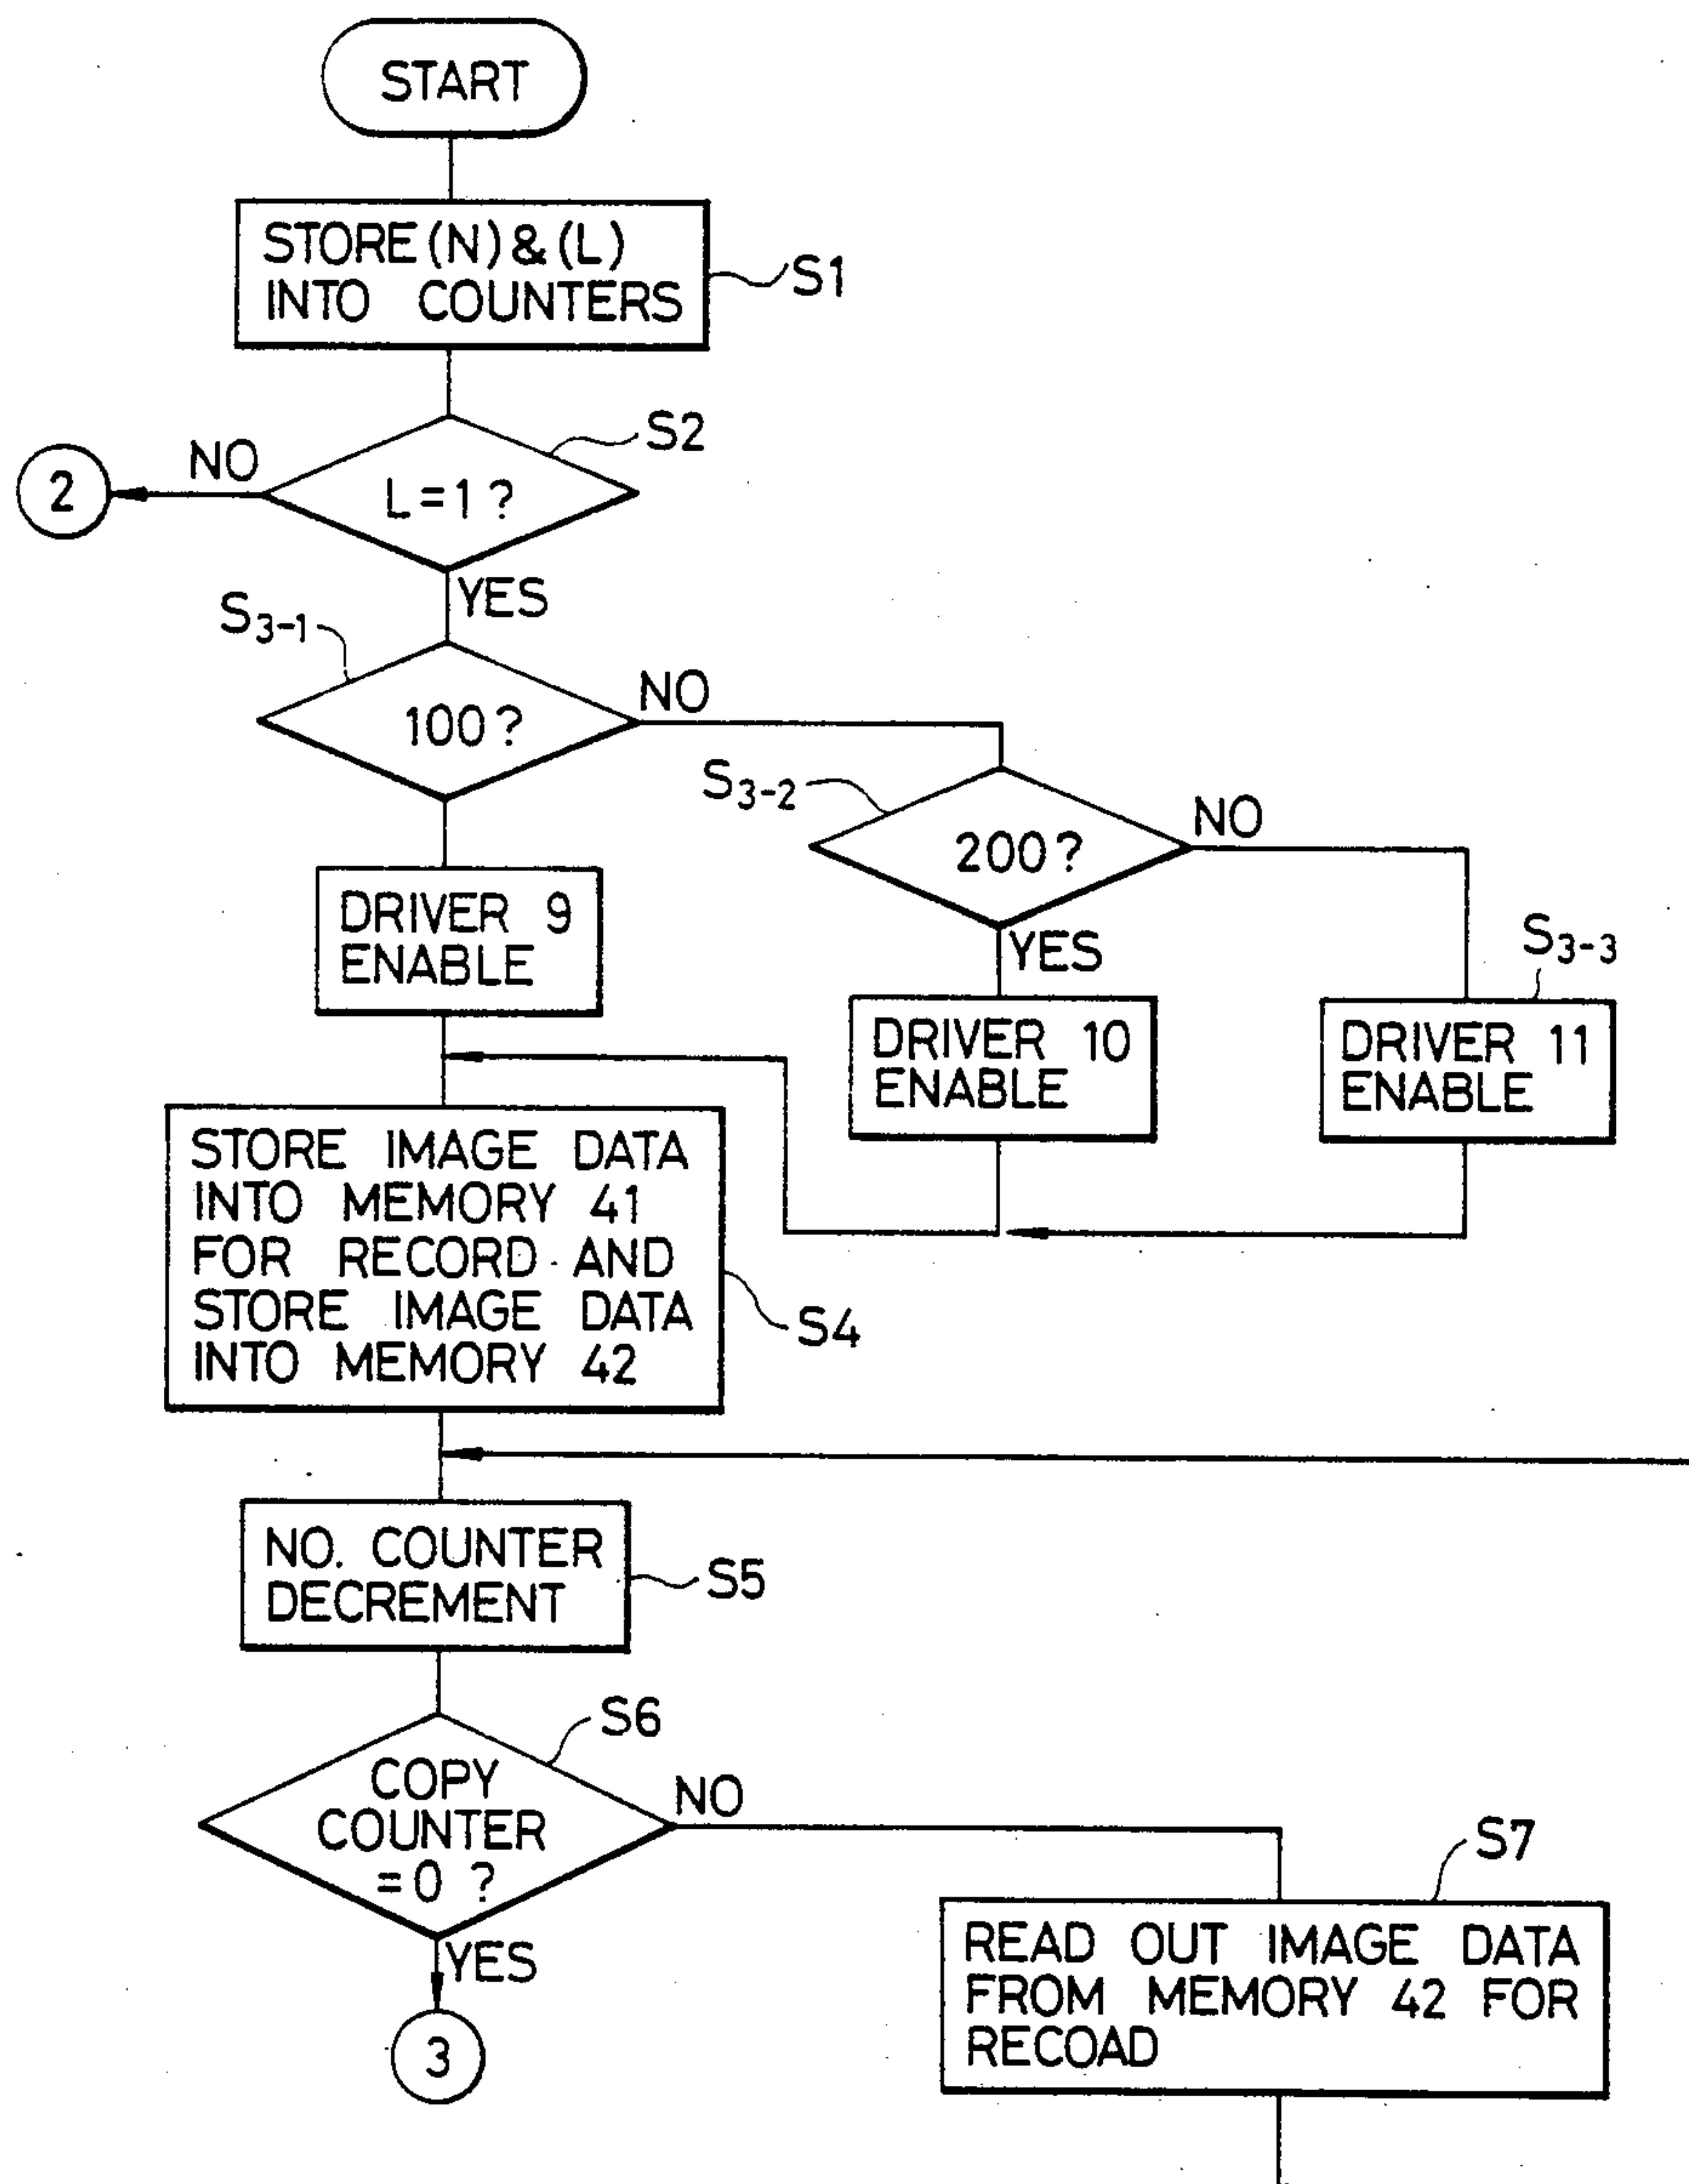 START
STORE (N) & (L)
INTO COUNTERS
S1
S2
NO
2
L=1 ?
YES
S3-1
100 ?
NO
S3-2
200 ?
NO
YES
S3-3
DRIVER 9
ENABLE
DRIVER 10
ENABLE
DRIVER 11
ENABLE
STORE IMAGE DATA
INTO MEMORY 41
FOR RECORD AND
STORE IMAGE DATA
INTO MEMORY 42
S4
NO. COUNTER
DECREMENT
S5
S6
COPY
COUNTER
=0 ?
NO
YES
3
S7
READ OUT IMAGE DATA
FROM MEMORY 42 FOR
RECOAD